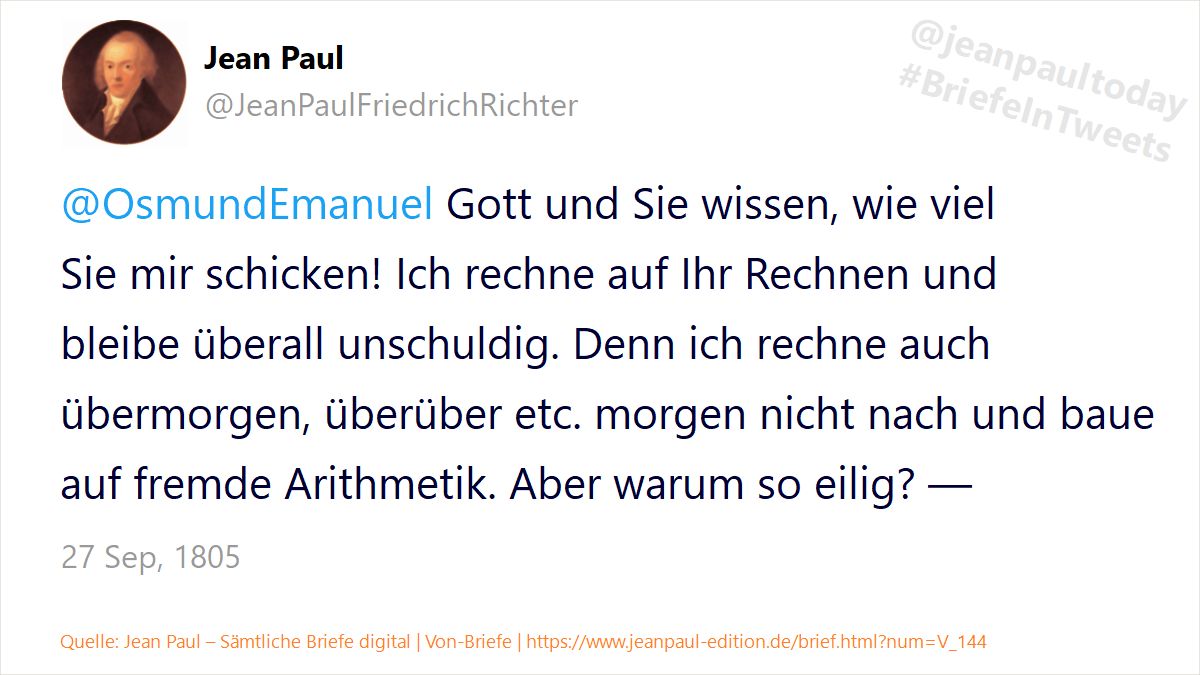 Jean Paul
@JeanPaulFriedrichRichter
@jeanpaultoday
#BriefeInTweets
@OsmundEmanuel Gott und Sie wissen, wie viel
Sie mir schicken! Ich rechne auf Ihr Rechnen und
bleibe überall unschuldig. Denn ich rechne auch
übermorgen, überüber etc. morgen nicht nach und baue
auf fremde Arithmetik. Aber warum so eilig? —
27 Sep, 1805
Quelle: Jean Paul – Sämtliche Briefe digital | Von-Briefe | https://www.jeanpaul-edition.de/brief.html?num=V_144